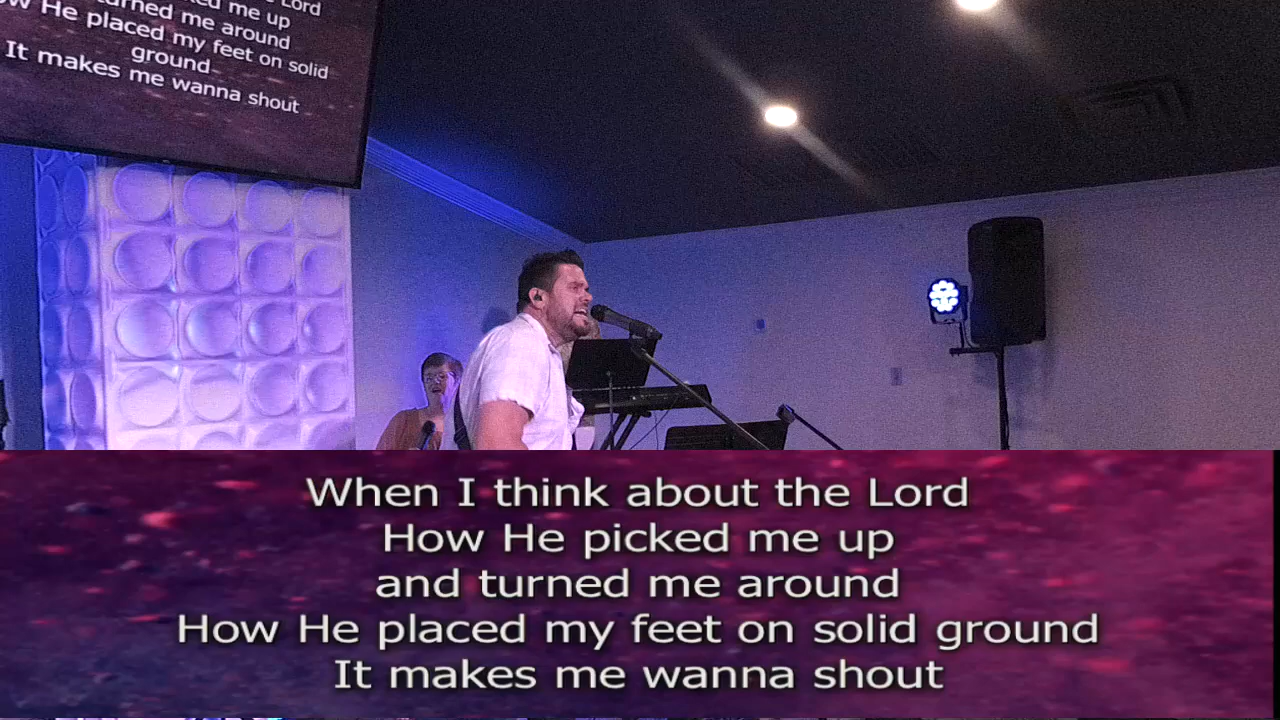 Lord
turned me around
placed my feet on solid
ground
It makes me wanna shout
When I think about the Lord
How He picked me up
and turned me around
How He placed my feet on solid ground
It makes me wanna shout